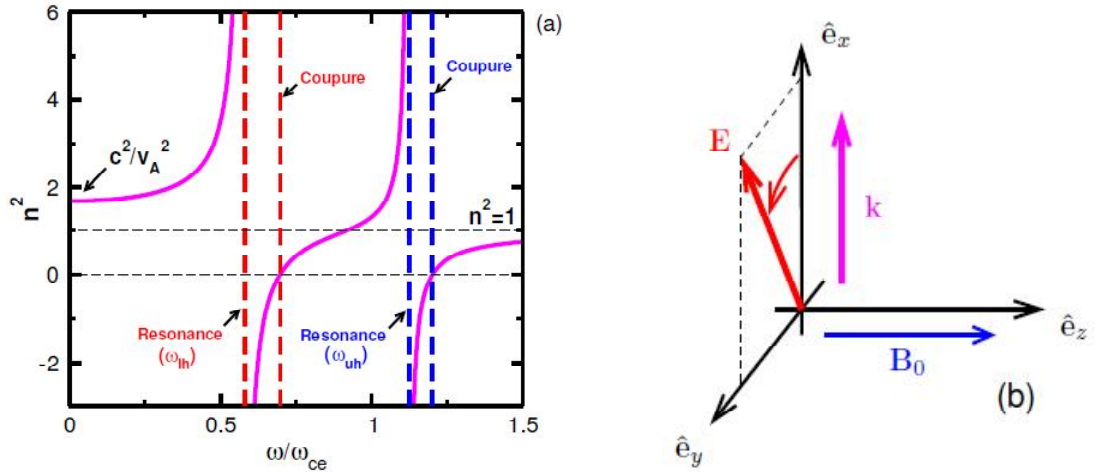 (a)
6
4
2
0
-2
n²
c²/v_A²
Coupure
Coupure
n²=1
Resonance
(ω_lh)
Resonance
(ω_uh)
0
0.5
1
1.5
ω/ω_ce
ê_x
E
k
ê_z
B₀
ê_y
(b)